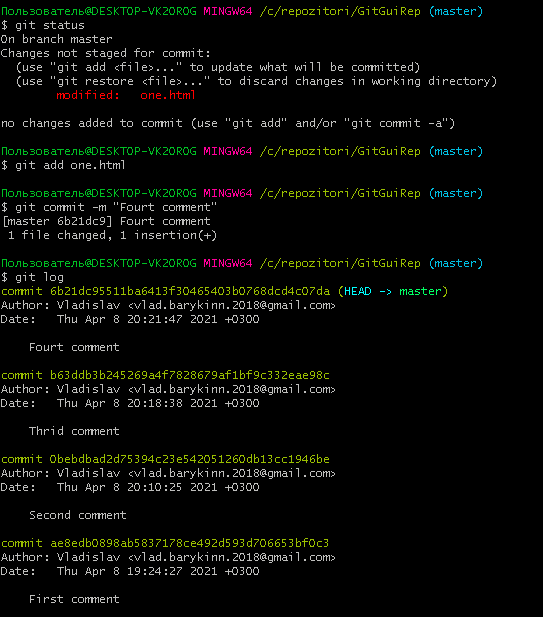 Пользователь@DESKTOP-VK2OROG MINGW64 /c/repozitori/GitGuiRep (master)
$ git status
On branch master
Changes not staged for commit:
  (use "git add <file>..." to update what will be committed)
  (use "git restore <file>..." to discard changes in working directory)
        modified:   one.html

no changes added to commit (use "git add" and/or "git commit -a")

Пользователь@DESKTOP-VK2OROG MINGW64 /c/repozitori/GitGuiRep (master)
$ git add one.html

Пользователь@DESKTOP-VK2OROG MINGW64 /c/repozitori/GitGuiRep (master)
$ git commit -m "Fourt comment"
[master 6b21dc9] Fourt comment
 1 file changed, 1 insertion(+)

Пользователь@DESKTOP-VK2OROG MINGW64 /c/repozitori/GitGuiRep (master)
$ git log
commit 6b21dc95511ba6413f30465403b0768dcd4c07da (HEAD -> master)
Author: Vladislav <vlad.barykinn.2018@gmail.com>
Date:   Thu Apr 8 20:21:47 2021 +0300

    Fourt comment

commit b63ddb3b245269a4f7828679af1bf9c332eae98c
Author: Vladislav <vlad.barykinn.2018@gmail.com>
Date:   Thu Apr 8 20:18:38 2021 +0300

    Thrid comment

commit 0bebdbad2d75394c23e542051260db13cc1946be
Author: Vladislav <vlad.barykinn.2018@gmail.com>
Date:   Thu Apr 8 20:10:25 2021 +0300

    Second comment

commit ae8edb0898ab5837178ce492d593d706653bf0c3
Author: Vladislav <vlad.barykinn.2018@gmail.com>
Date:   Thu Apr 8 19:24:27 2021 +0300

    First comment